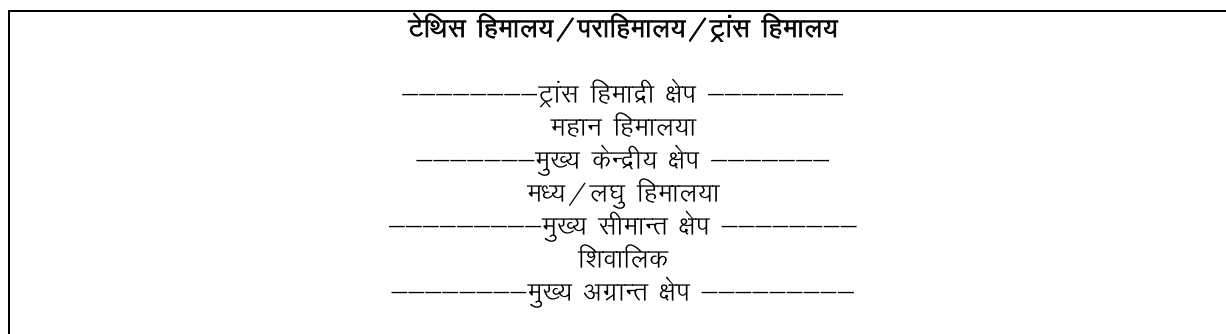 टेथिस हिमालय/पराहिमालय/ट्रांस हिमालय
————————ट्रांस हिमाद्री क्षेप ————————
महान हिमालया
———————मुख्य केन्द्रीय क्षेप ———————
मध्य/लघु हिमालया
—————————मुख्य सीमान्त क्षेप ————————
शिवालिक
————————मुख्य अग्रान्त क्षेप —————————